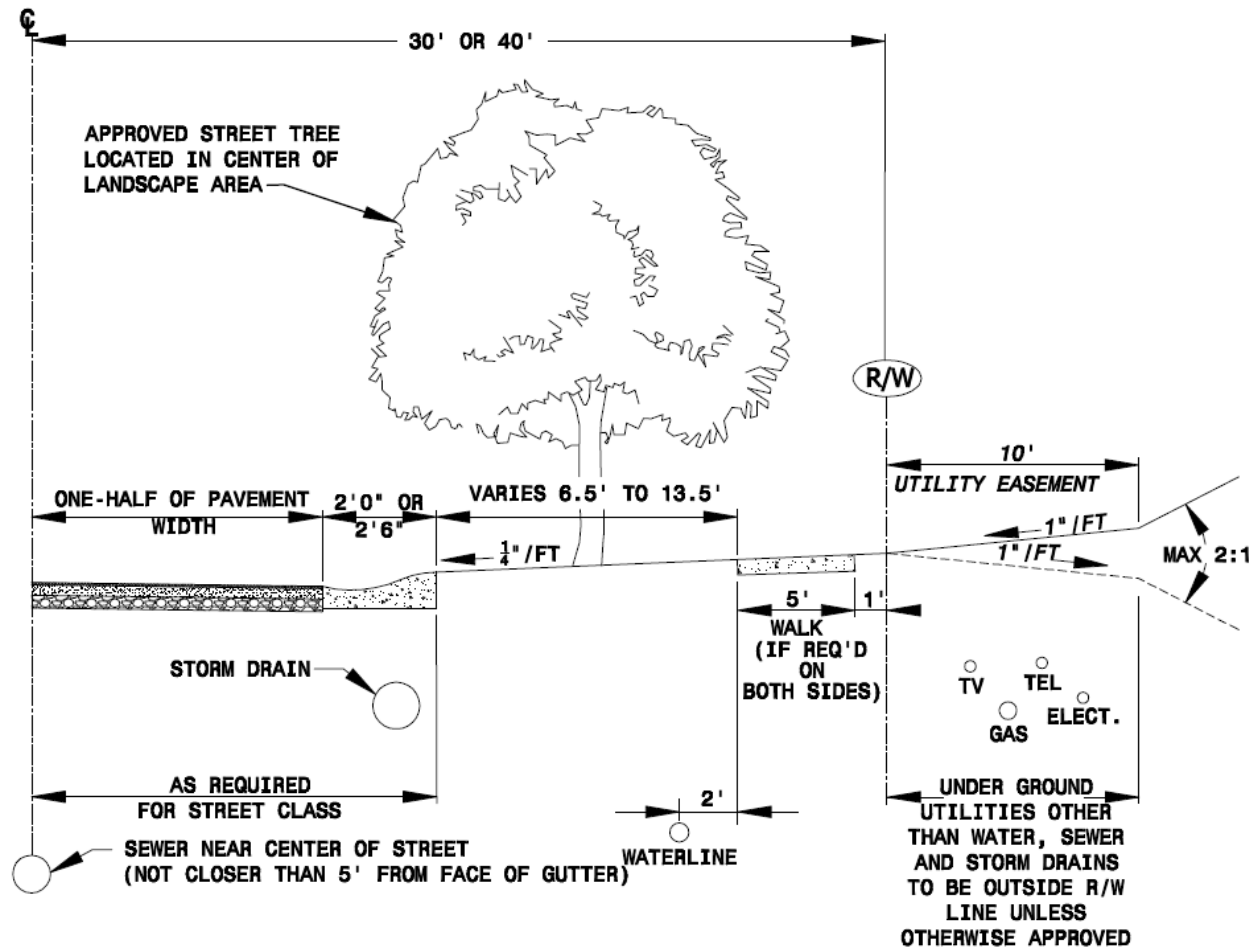 ℄
30' OR 40'
APPROVED STREET TREE
LOCATED IN CENTER OF
LANDSCAPE AREA
R/W
10'
UTILITY EASEMENT
ONE-HALF OF PAVEMENT
WIDTH
2'0" OR
2'6"
VARIES 6.5' TO 13.5'
¼"/FT
1"/FT
1"/FT
MAX 2:1
5'
1'
WALK
(IF REQ'D
ON
BOTH SIDES)
STORM DRAIN
TV
TEL
GAS
ELECT.
AS REQUIRED
FOR STREET CLASS
2'
WATERLINE
SEWER NEAR CENTER OF STREET
(NOT CLOSER THAN 5' FROM FACE OF GUTTER)
UNDER GROUND
UTILITIES OTHER
THAN WATER, SEWER
AND STORM DRAINS
TO BE OUTSIDE R/W
LINE UNLESS
OTHERWISE APPROVED